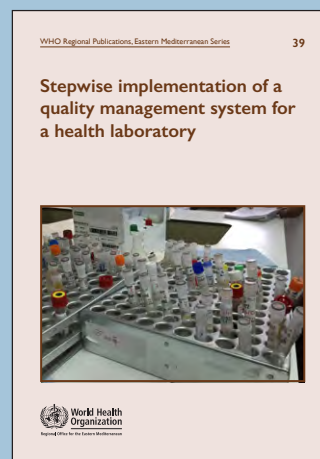 WHO Regional Publications, Eastern Mediterranean Series 39
Stepwise implementation of a
quality management system for
a health laboratory
World Health
Organization
Regional Office for the Eastern Mediterranean